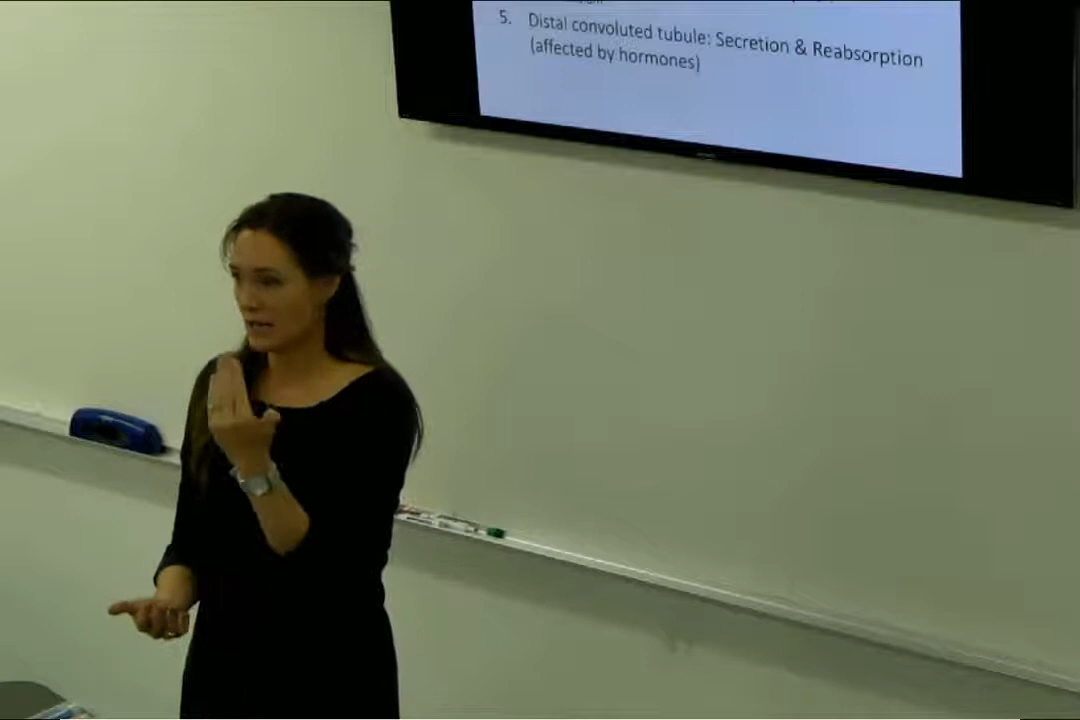 5. Distal convoluted tubule: Secretion & Reabsorption
(affected by hormones)